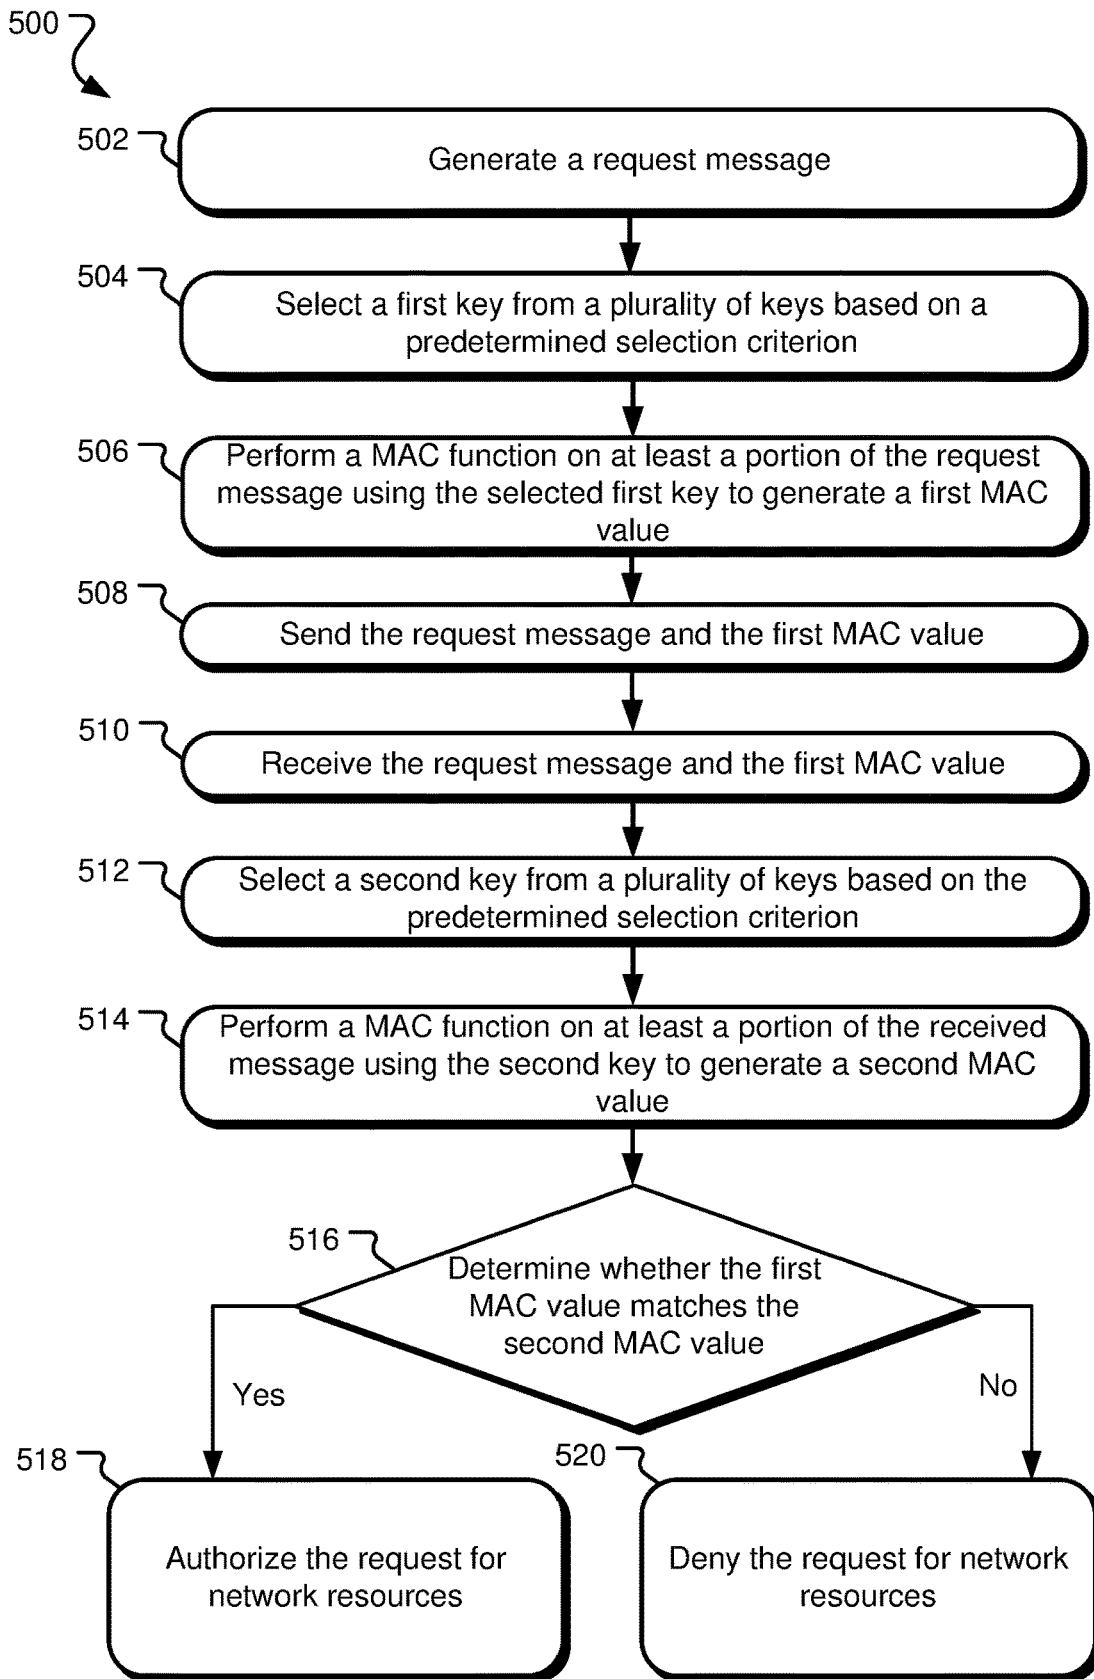 500
502
Generate a request message
504
Select a first key from a plurality of keys based on a
predetermined selection criterion
506
Perform a MAC function on at least a portion of the request
message using the selected first key to generate a first MAC
value
508
Send the request message and the first MAC value
510
Receive the request message and the first MAC value
512
Select a second key from a plurality of keys based on the
predetermined selection criterion
514
Perform a MAC function on at least a portion of the received
message using the second key to generate a second MAC
value
516
Determine whether the first
MAC value matches the
second MAC value
Yes
No
518
Authorize the request for
network resources
520
Deny the request for network
resources